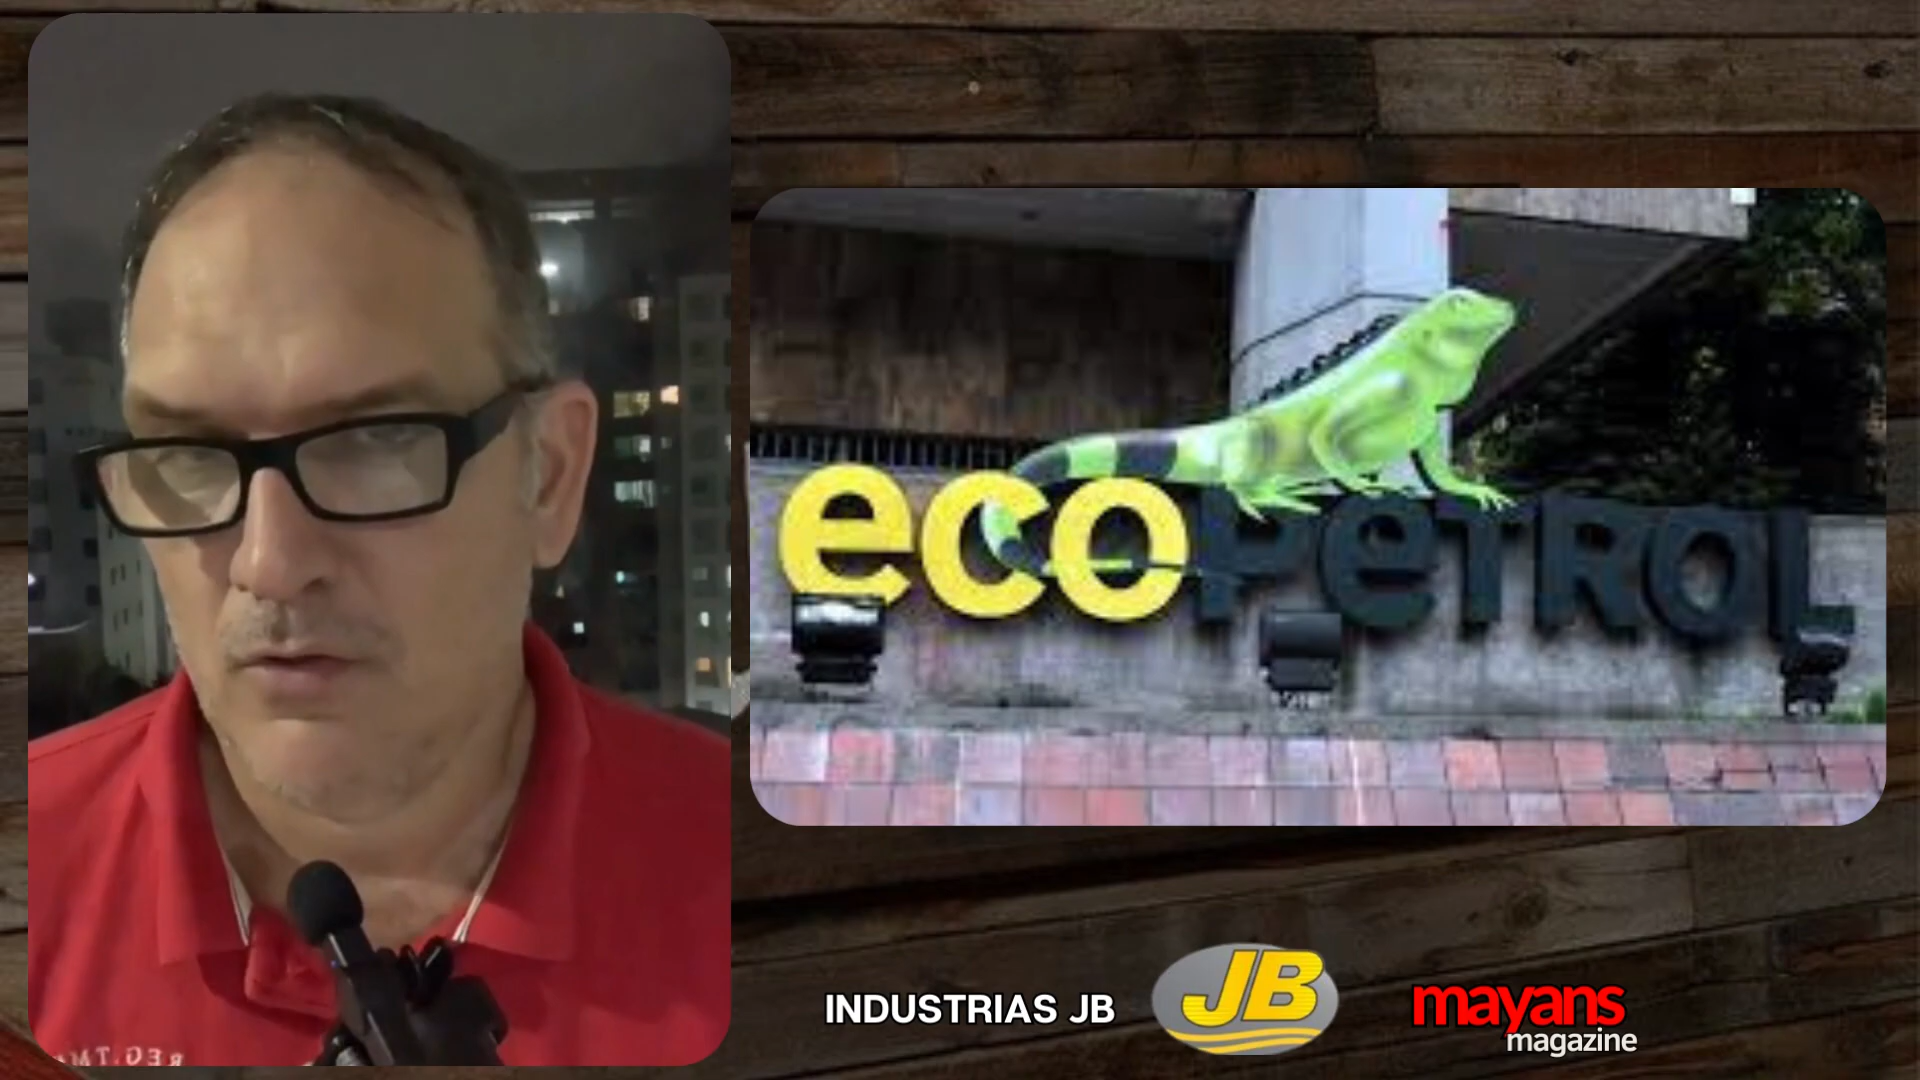 ecoPETROL
INDUSTRIAS JB
JB
mayans
magazine